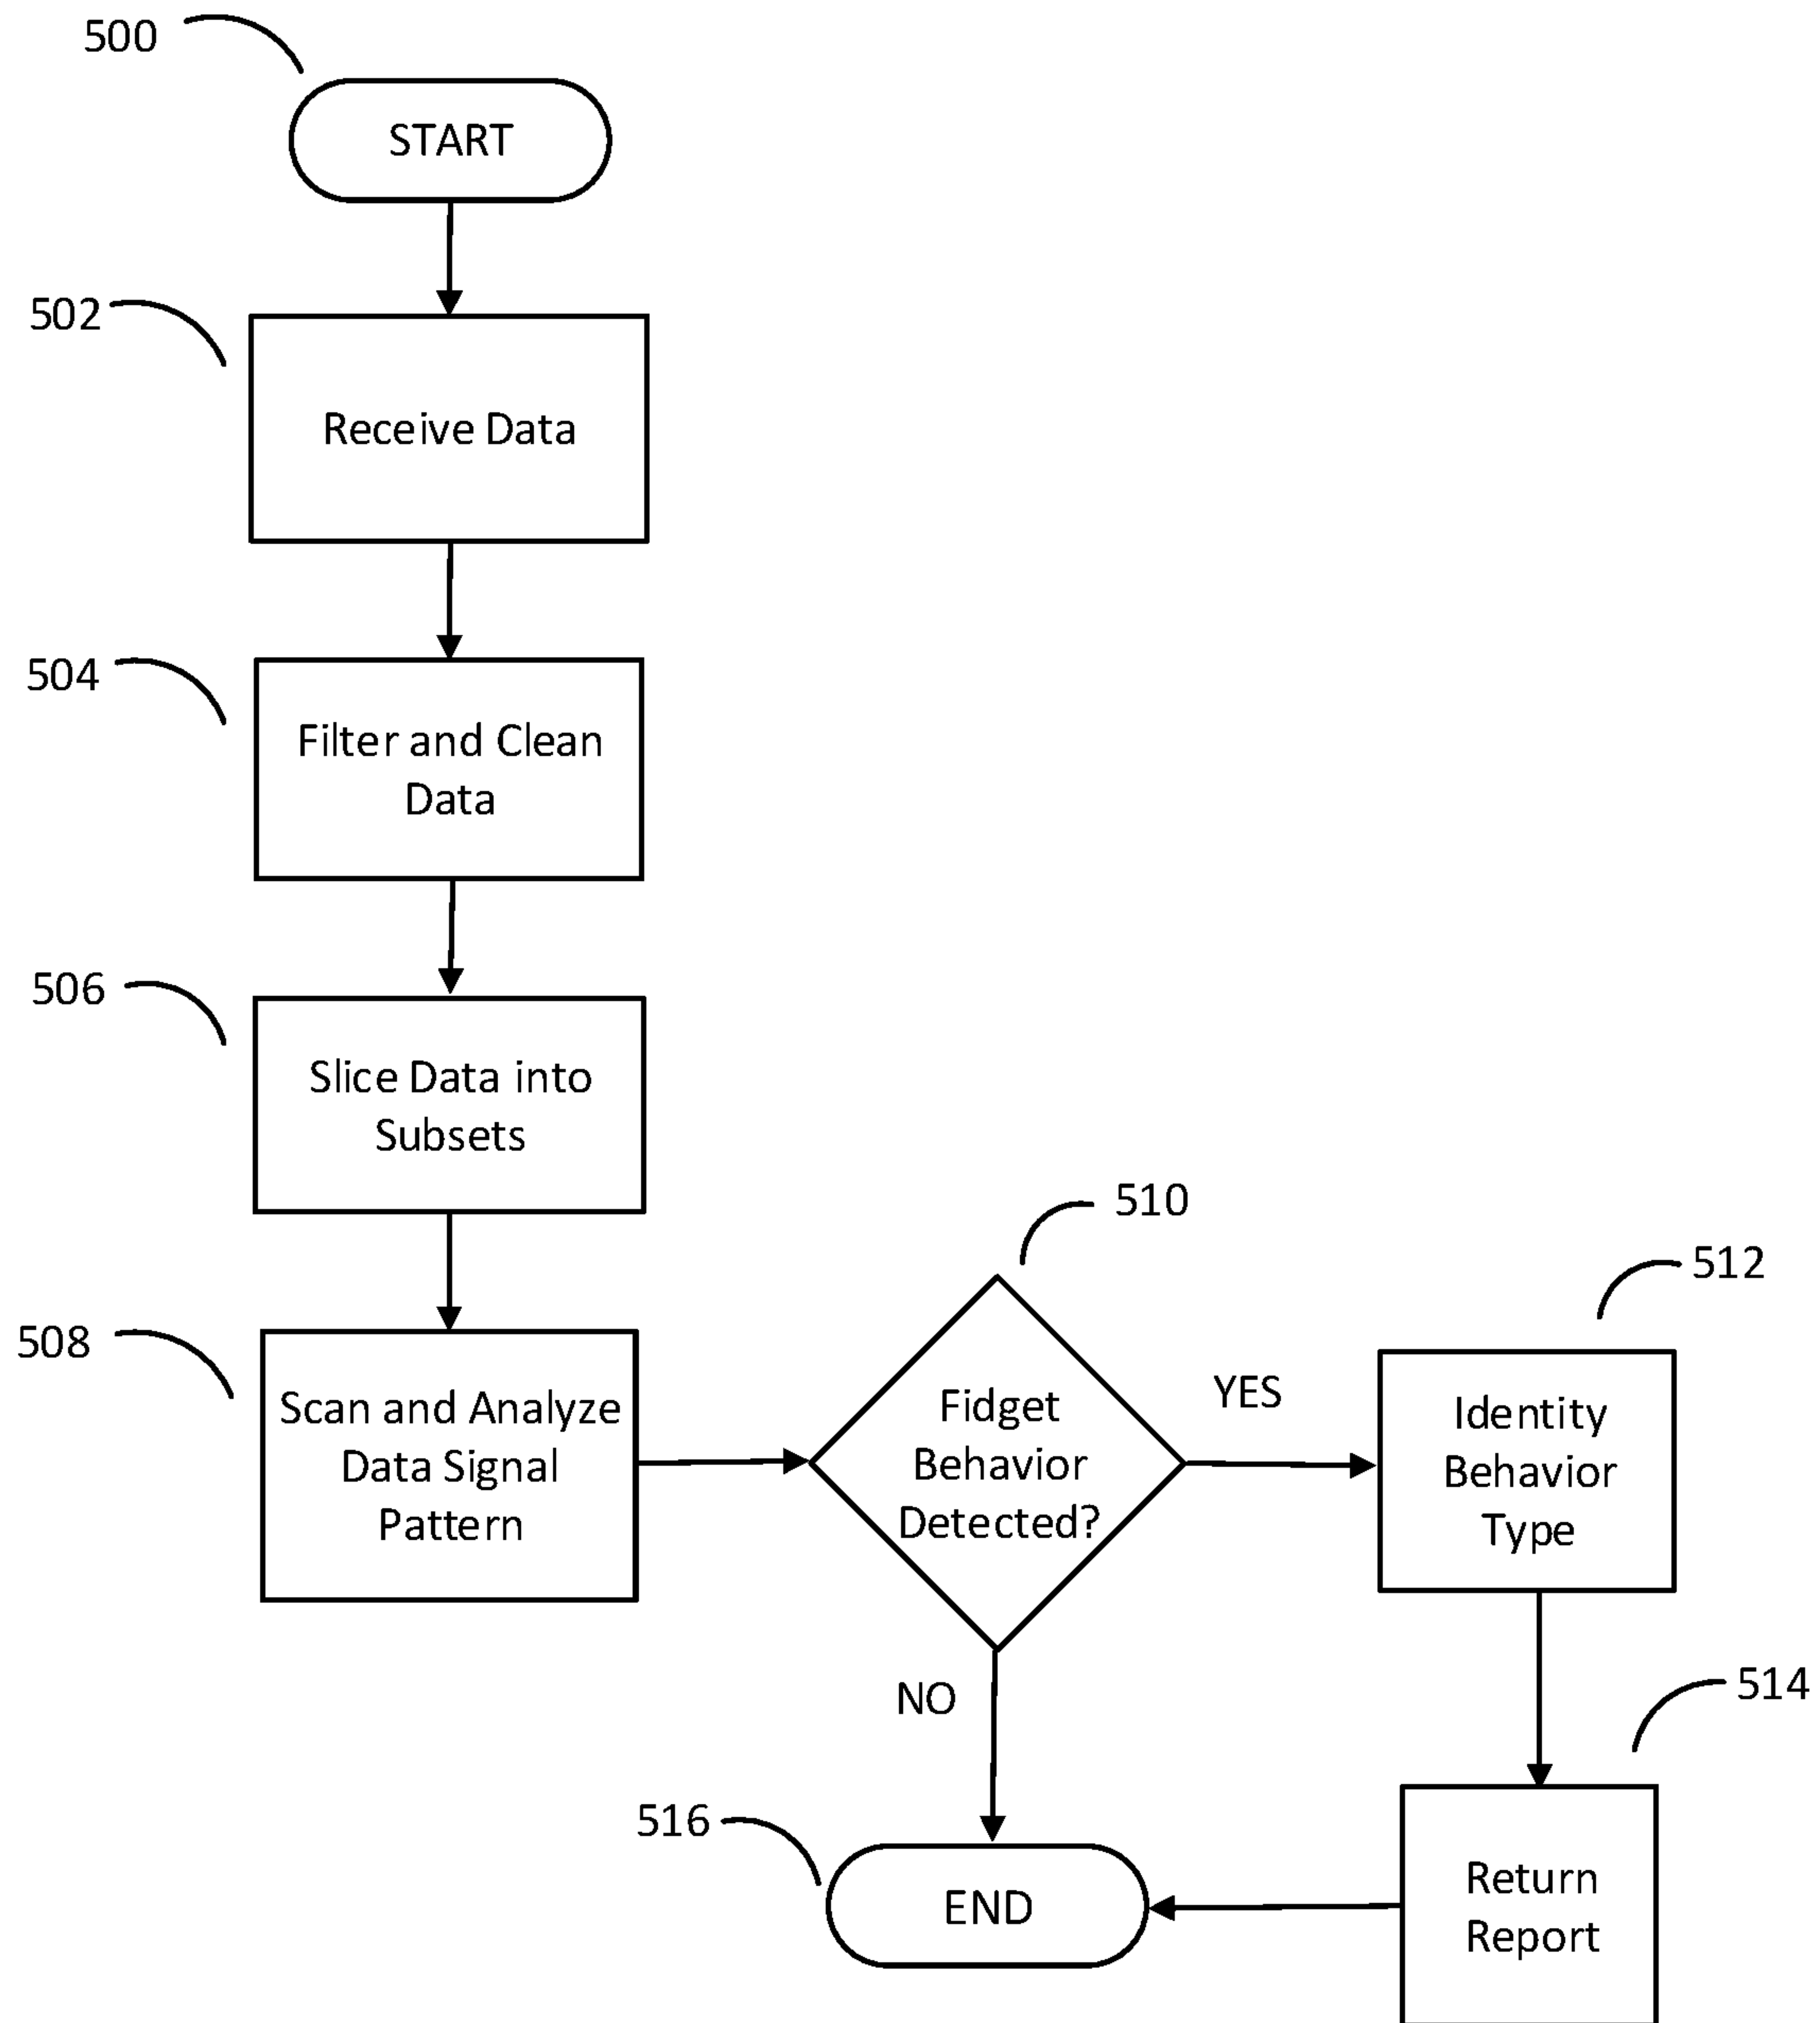 500
START
502
Receive Data
504
Filter and Clean
Data
506
Slice Data into
Subsets
508
Scan and Analyze
Data Signal
Pattern
510
Fidget
Behavior
Detected?
YES
NO
512
Identity
Behavior
Type
514
Return
Report
516
END